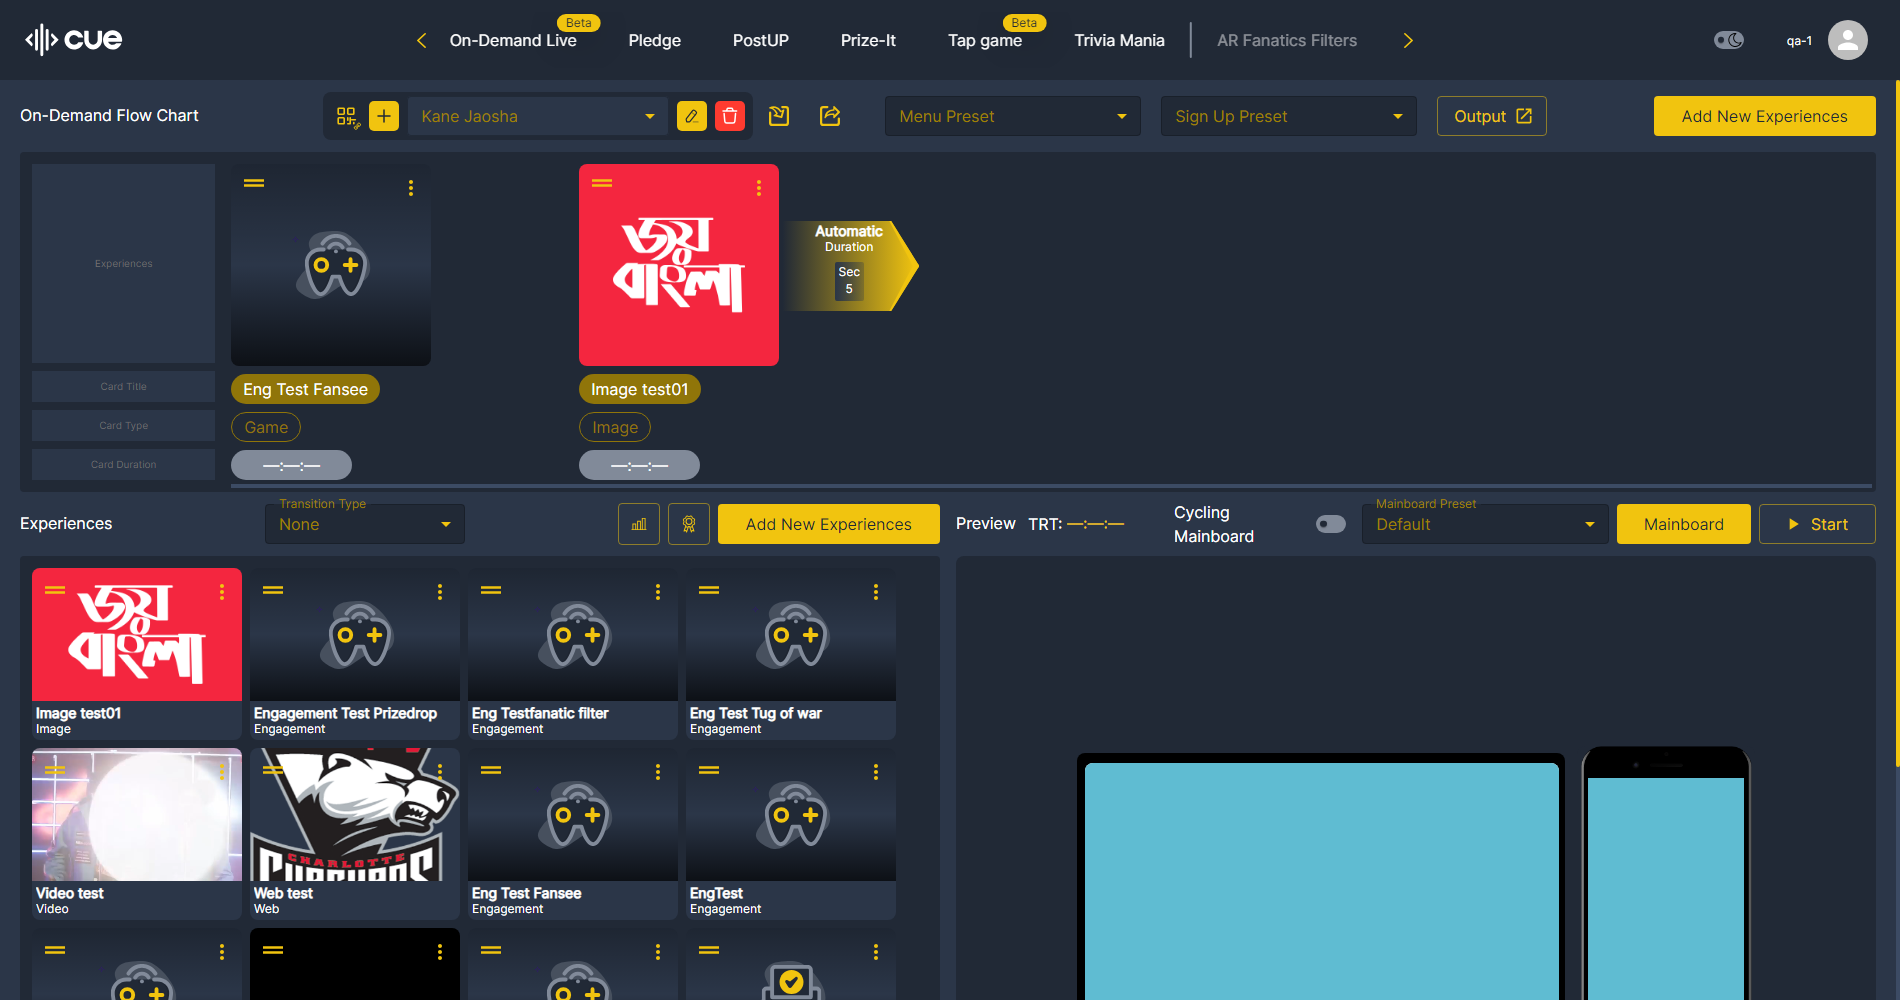 cue
On-Demand Live
Beta
Pledge
PostUP
Prize-It
Tap game
Beta
Trivia Mania
AR Fanatics Filters
qa-1
On-Demand Flow Chart
Kane Jaosha
Menu Preset
Sign Up Preset
Output
Add New Experiences
Experiences
Card Title
Card Type
Card Duration
Eng Test Fansee
Game
—:—:—
জয়
বাংলা
Image test01
Image
—:—:—
Automatic
Duration
Sec
5
Experiences
Transition Type
None
Add New Experiences
Preview
TRT: —:—:—
Cycling
Mainboard
Mainboard Preset
Default
Mainboard
Start
জয়
বাংলা
Image test01
Image
Engagement Test Prizedrop
Engagement
Eng Testfanatic filter
Engagement
Eng Test Tug of war
Engagement
Video test
Video
CHARLOTTE
Web test
Web
Eng Test Fansee
Engagement
EngTest
Engagement